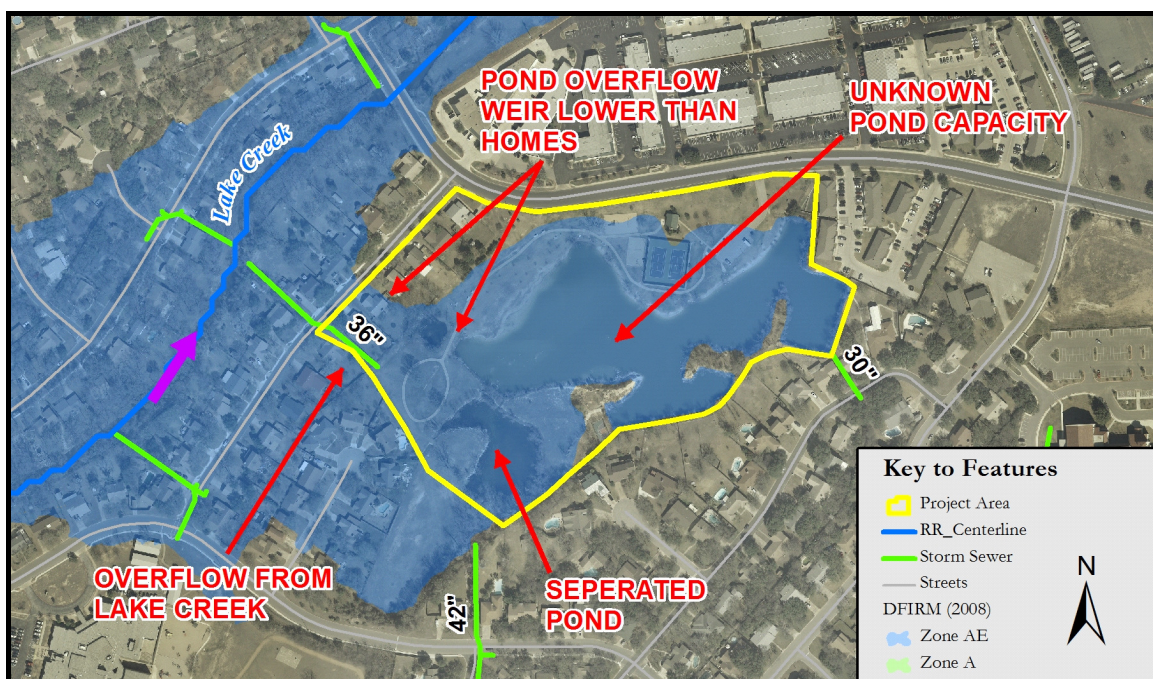 POND OVERFLOW
WEIR LOWER THAN
HOMES
UNKNOWN
POND CAPACITY
Lake Creek
36"
30"
OVERFLOW FROM
LAKE CREEK
42"
SEPERATED
POND
Key to Features
Project Area
RR_Centerline
Storm Sewer
Streets
DFIRM (2008)
Zone AE
Zone A
N